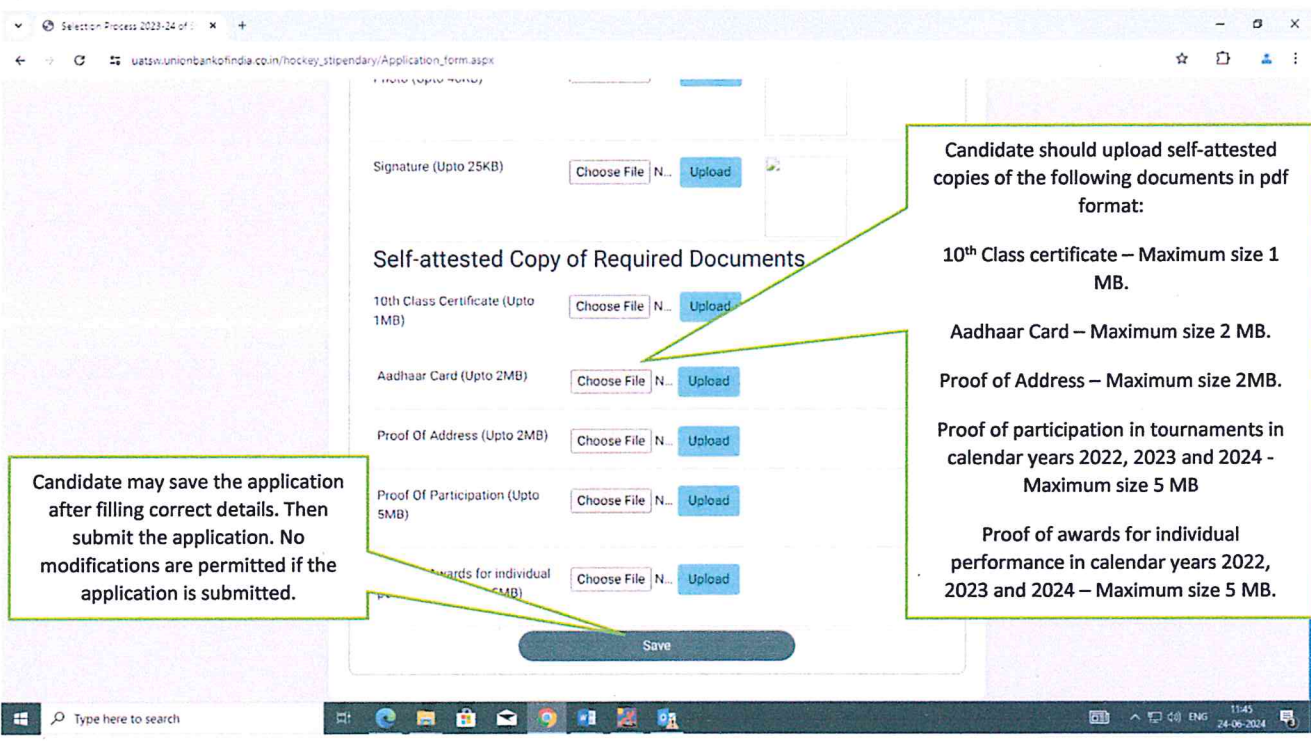 Selection Process 2023-24 of
uatsw.unionbankofindia.co.in/hockey_stipendary/Application_form.aspx
Photo (Upto 40KB)
Signature (Upto 25KB)
Choose File N... Upload
Self-attested Copy of Required Documents
10th Class Certificate (Upto
1MB)
Choose File N... Upload
Aadhaar Card (Upto 2MB)
Choose File N... Upload
Proof Of Address (Upto 2MB)
Choose File N... Upload
Proof Of Participation (Upto
5MB)
Choose File N... Upload
Awards for individual
5MB)
Choose File N... Upload
Save
Candidate should upload self-attested
copies of the following documents in pdf
format:
10th Class certificate – Maximum size 1
MB.
Aadhaar Card – Maximum size 2 MB.
Proof of Address – Maximum size 2MB.
Proof of participation in tournaments in
calendar years 2022, 2023 and 2024 -
Maximum size 5 MB
Proof of awards for individual
performance in calendar years 2022,
2023 and 2024 – Maximum size 5 MB.
Candidate may save the application
after filling correct details. Then
submit the application. No
modifications are permitted if the
application is submitted.
Type here to search
ENG
11:45
24-06-2024